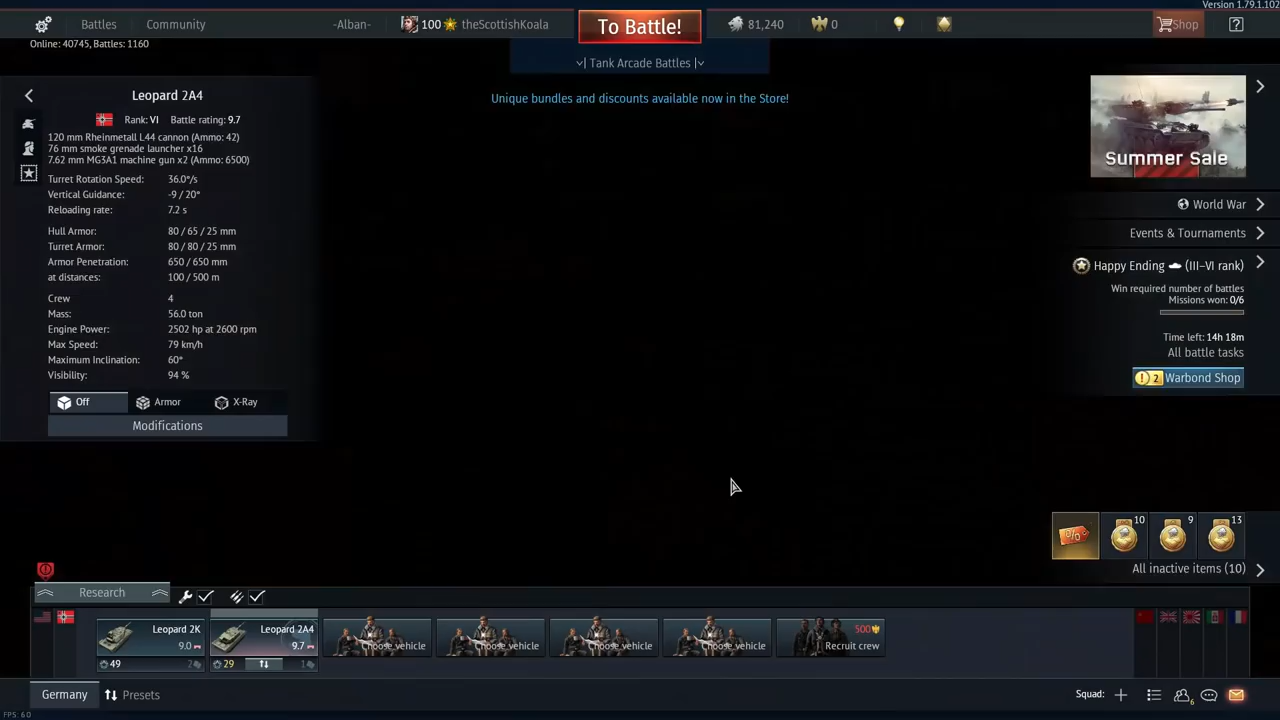 Version 1.79.1.102
Battles
Community
-Alban-
100
theScottishKoala
To Battle!
81,240
0
Shop
Online: 40745, Battles: 1160
Tank Arcade Battles
Unique bundles and discounts available now in the Store!
Leopard 2A4
Rank: VI Battle rating: 9.7
120 mm Rheinmetall L44 cannon (Ammo: 42)
76 mm smoke grenade launcher x16
7.62 mm MG3A1 machine gun x2 (Ammo: 6500)
Turret Rotation Speed: 36.0°/s
Vertical Guidance: -9 / 20°
Reloading rate: 7.2 s
Hull Armor: 80 / 65 / 25 mm
Turret Armor: 80 / 80 / 25 mm
Armor Penetration: 650 / 650 mm
at distances: 100 / 500 m
Crew 4
Mass: 56.0 ton
Engine Power: 2502 hp at 2600 rpm
Max Speed: 79 km/h
Maximum Inclination: 60°
Visibility: 94 %
Off Armor X-Ray
Modifications
Summer Sale
World War
Events & Tournaments
Happy Ending (III–VI rank)
Win required number of battles
Missions won: 0/6
Time left: 14h 18m
All battle tasks
2 Warbond Shop
% 10 9 13
All inactive items (10)
Research
Leopard 2K
9.0
49 2
Leopard 2A4
9.7
29 1
Choose vehicle
Choose vehicle
Choose vehicle
Choose vehicle
500
Recruit crew
Germany
Presets
Squad:
6
FPS: 60